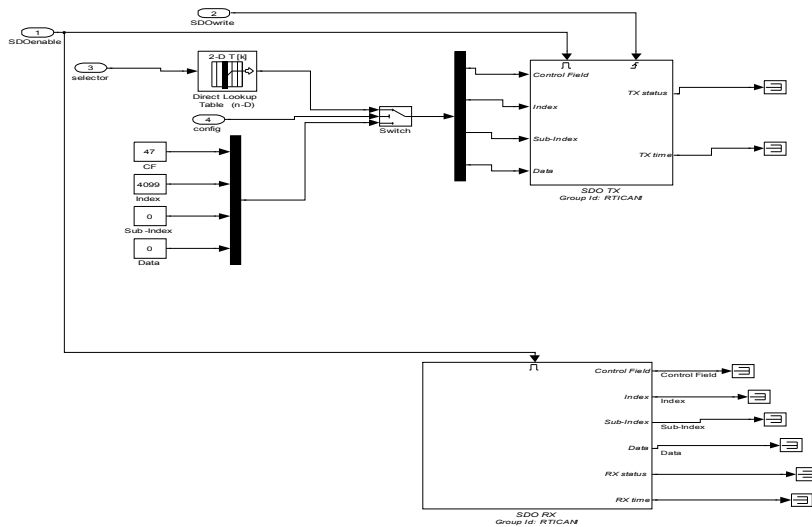 2
SDOwrite
1
SDOenable
3
selector
2-D T[k]
Direct Lookup
Table (n-D)
4
config
Switch
47
CF
4099
Index
0
Sub-Index
0
Data
Control Field
Index
Sub-Index
Data
TX status
TX time
SDO TX
Group Id: RTICAN1
Control Field
Control Field
Index
Index
Sub-Index
Sub-Index
Data
Data
RX status
RX time
SDO RX
Group Id: RTICAN1